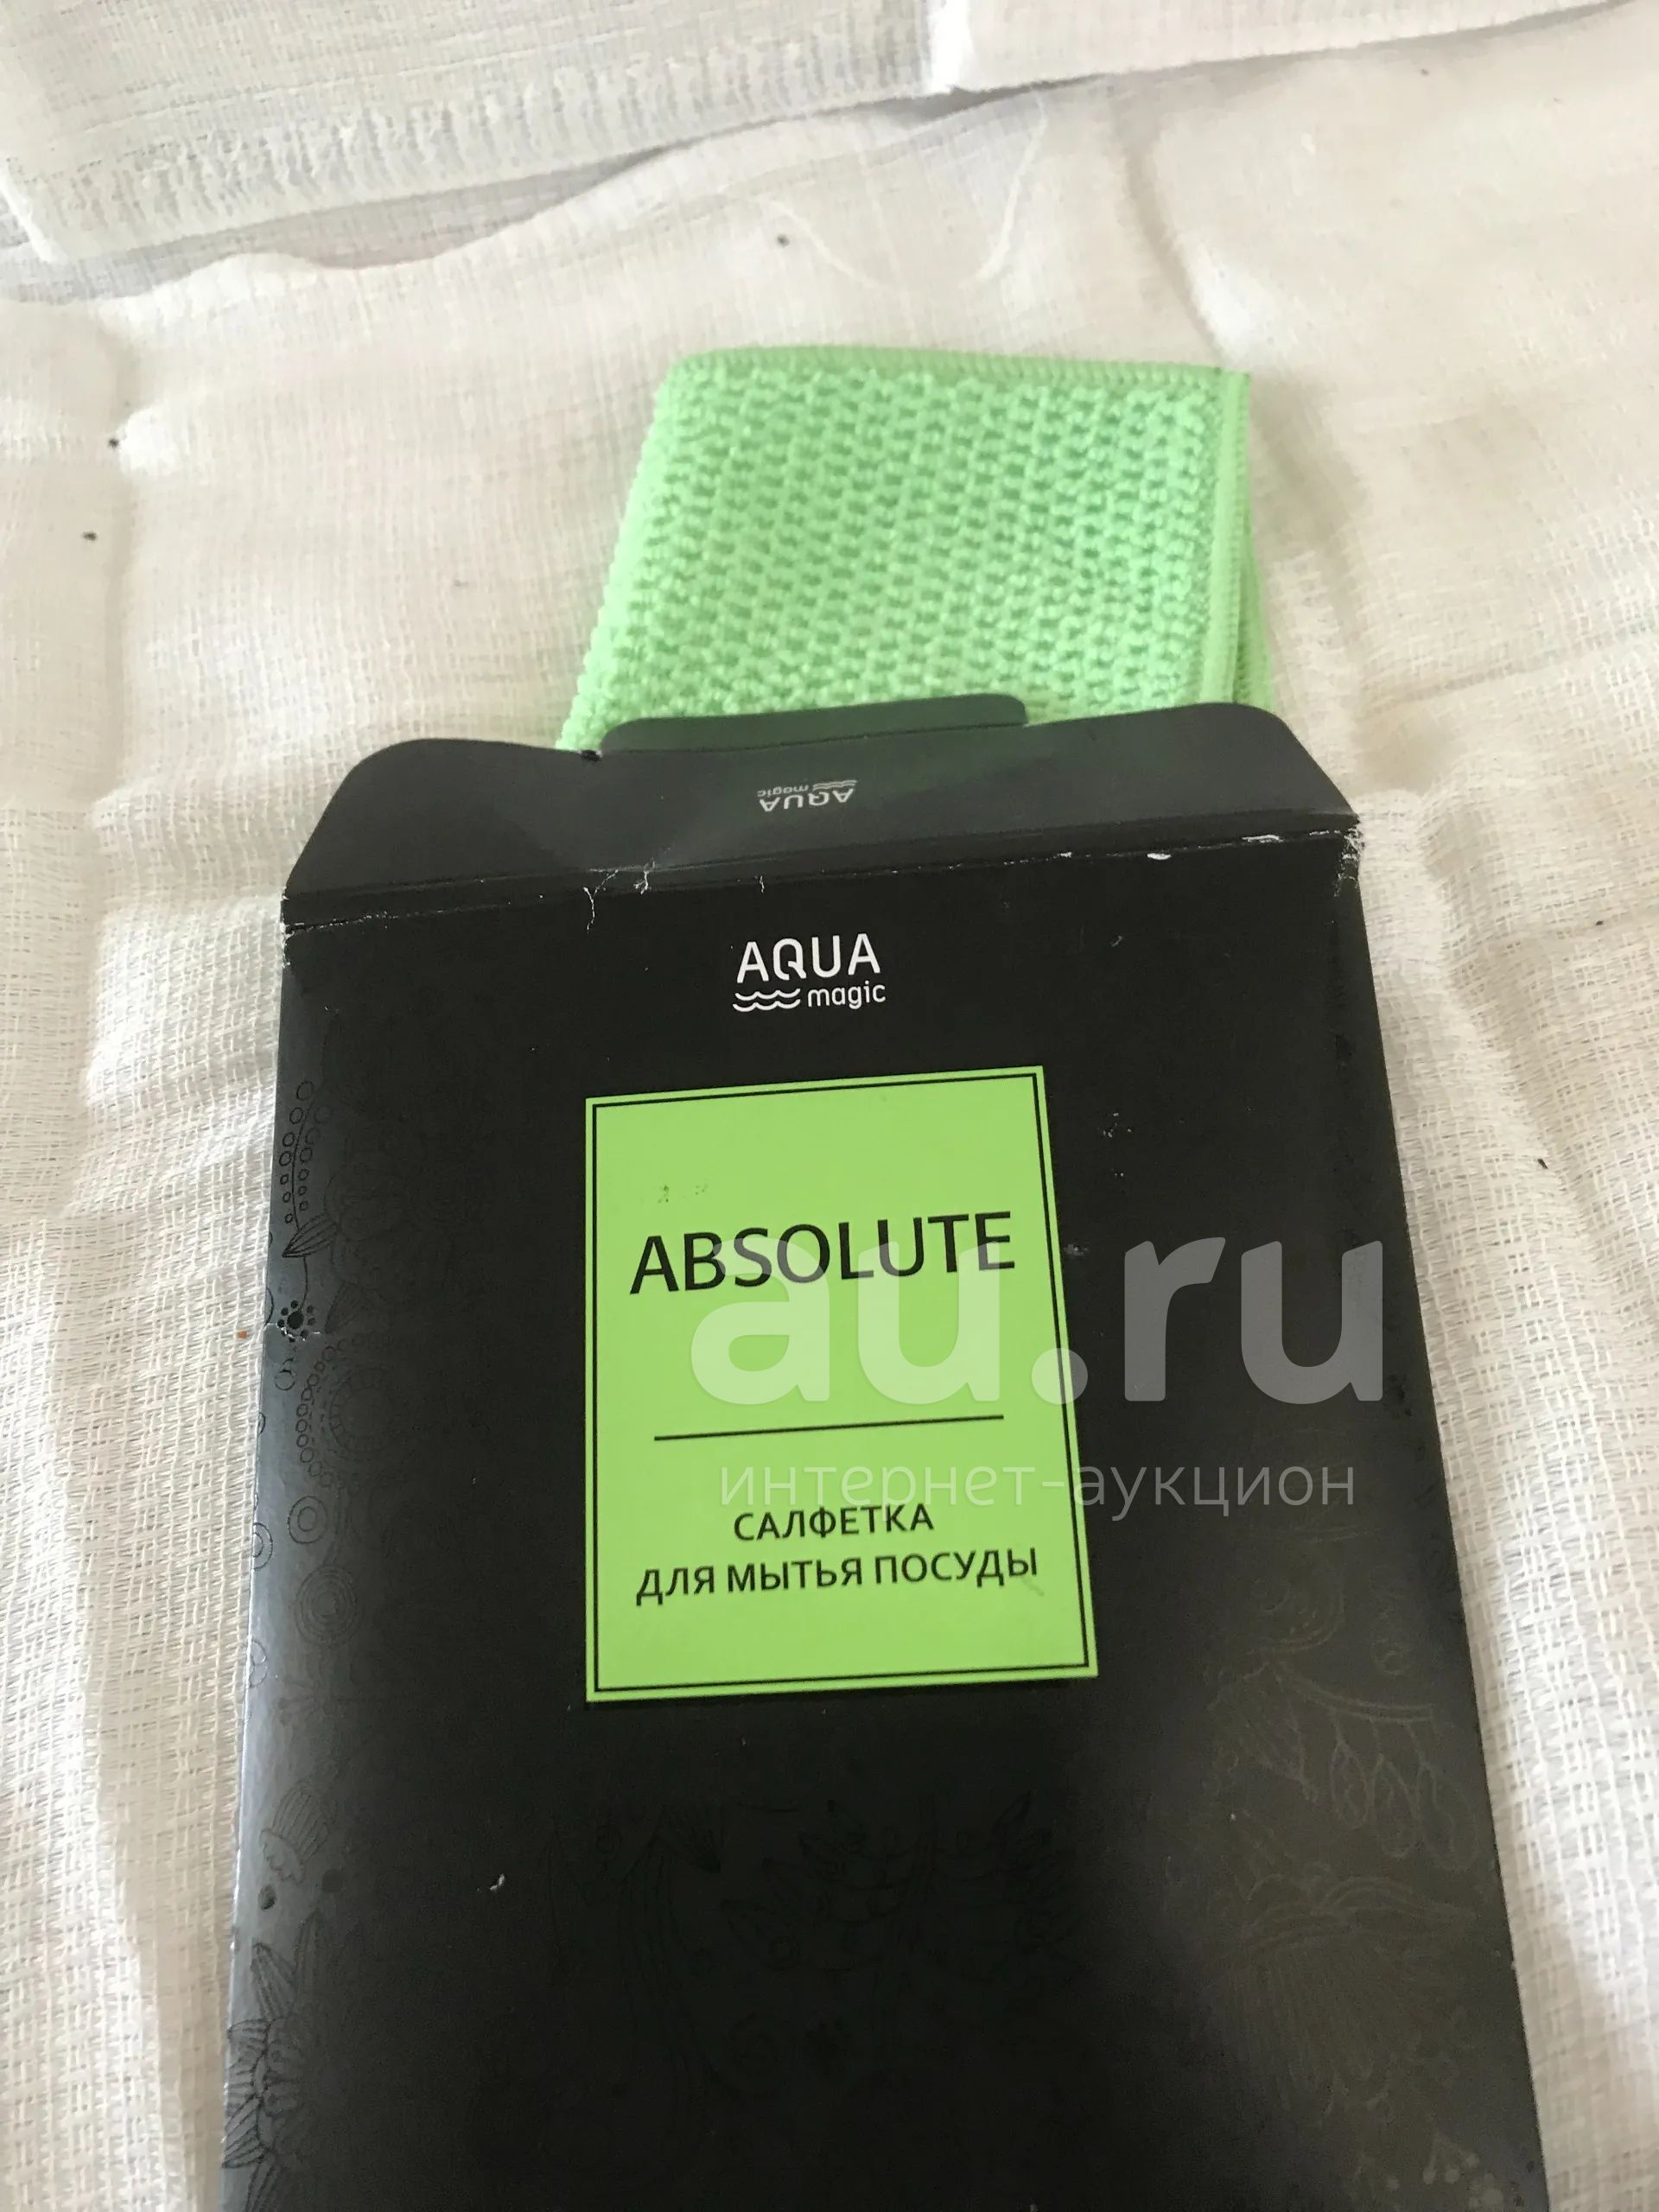 AQUA
magic
AQUA
magic
ABSOLUTE
au.ru
интернет-аукцион
САЛФЕТКА
ДЛЯ МЫТЬЯ ПОСУДЫ